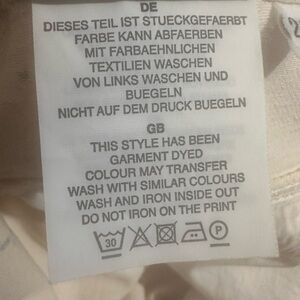 DE
DIESES TEIL IST STUECKGEFAERBT
FARBE KANN ABFAERBEN
MIT FARBAEHNLICHEN
TEXTILIEN WASCHEN
VON LINKS WASCHEN UND
BUEGELN
NICHT AUF DEM DRUCK BUEGELN
GB
THIS STYLE HAS BEEN
GARMENT DYED
COLOUR MAY TRANSFER
WASH WITH SIMILAR COLOURS
WASH AND IRON INSIDE OUT
DO NOT IRON ON THE PRINT
30 P